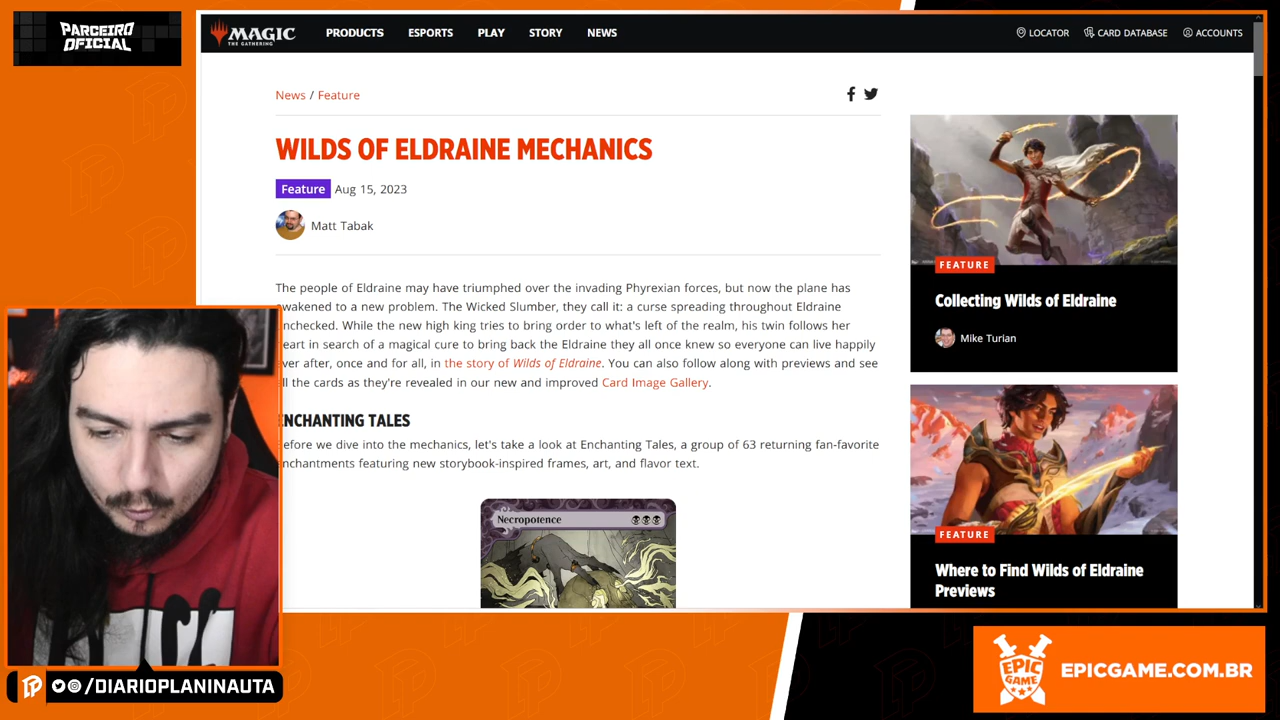 PARCEIRO
OFICIAL
MAGIC
THE GATHERING
PRODUCTS
ESPORTS
PLAY
STORY
NEWS
LOCATOR
CARD DATABASE
ACCOUNTS
News / Feature
WILDS OF ELDRAINE MECHANICS
Feature Aug 15, 2023
Matt Tabak
The people of Eldraine may have triumphed over the invading Phyrexian forces, but now the plane has
awakened to a new problem. The Wicked Slumber, they call it: a curse spreading throughout Eldraine
nchecked. While the new high king tries to bring order to what's left of the realm, his twin follows her
eart in search of a magical cure to bring back the Eldraine they all once knew so everyone can live happily
ver after, once and for all, in the story of Wilds of Eldraine. You can also follow along with previews and see
ll the cards as they're revealed in our new and improved Card Image Gallery.
ENCHANTING TALES
efore we dive into the mechanics, let's take a look at Enchanting Tales, a group of 63 returning fan-favorite
nchantments featuring new storybook-inspired frames, art, and flavor text.
Necropotence
FEATURE
Collecting Wilds of Eldraine
Mike Turian
FEATURE
Where to Find Wilds of Eldraine
Previews
/DIARIOPLANINAUTA
EPIC
GAME
EPICGAME.COM.BR